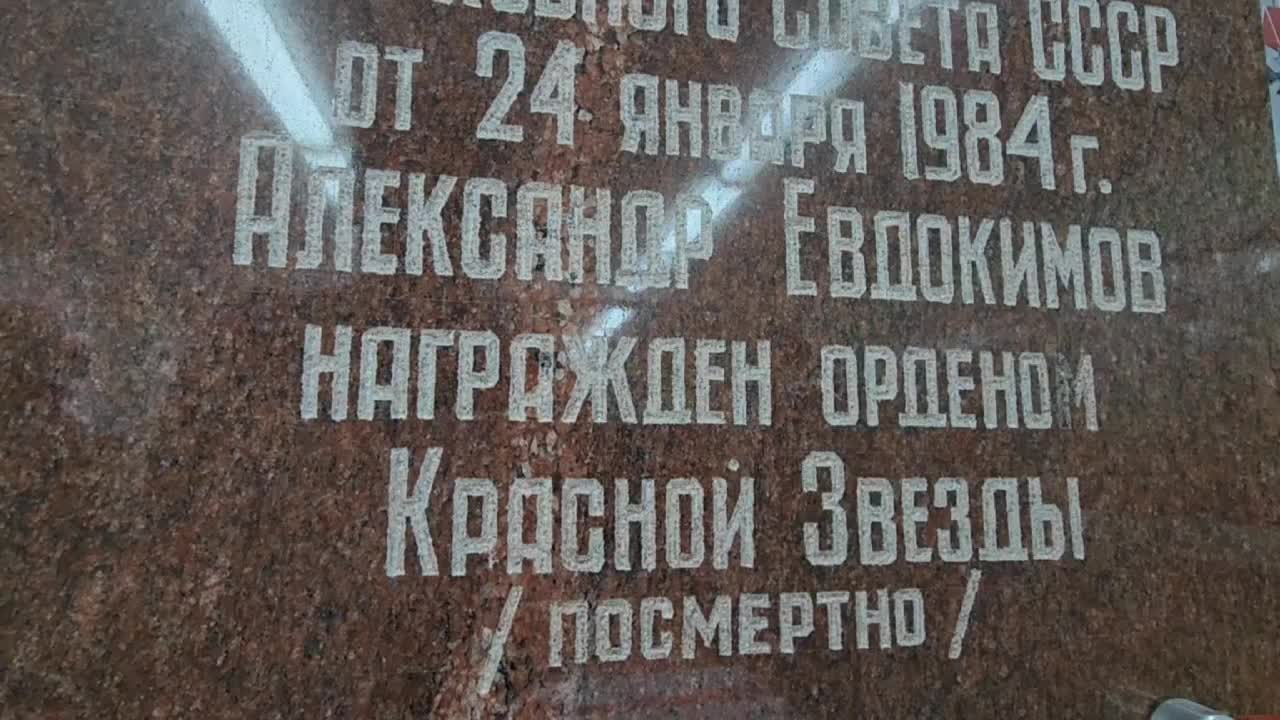 Совета СССР
от 24 января 1984 г.
Александр Евдокимов
награжден орденом
Красной Звезды
/ посмертно /